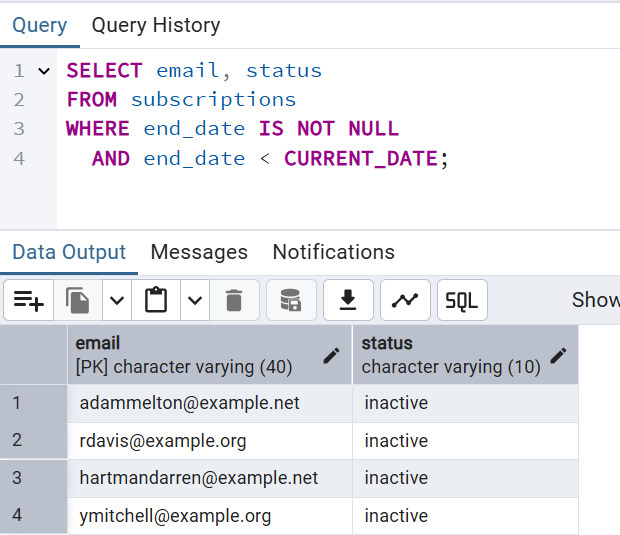 Query Query History
1 SELECT email, status
2 FROM subscriptions
3 WHERE end_date IS NOT NULL
4 AND end_date < CURRENT_DATE;
Data Output Messages Notifications
SQL Show
email status
[PK] character varying (40) character varying (10)
1 adammelton@example.net inactive
2 rdavis@example.org inactive
3 hartmandarren@example.net inactive
4 ymitchell@example.org inactive